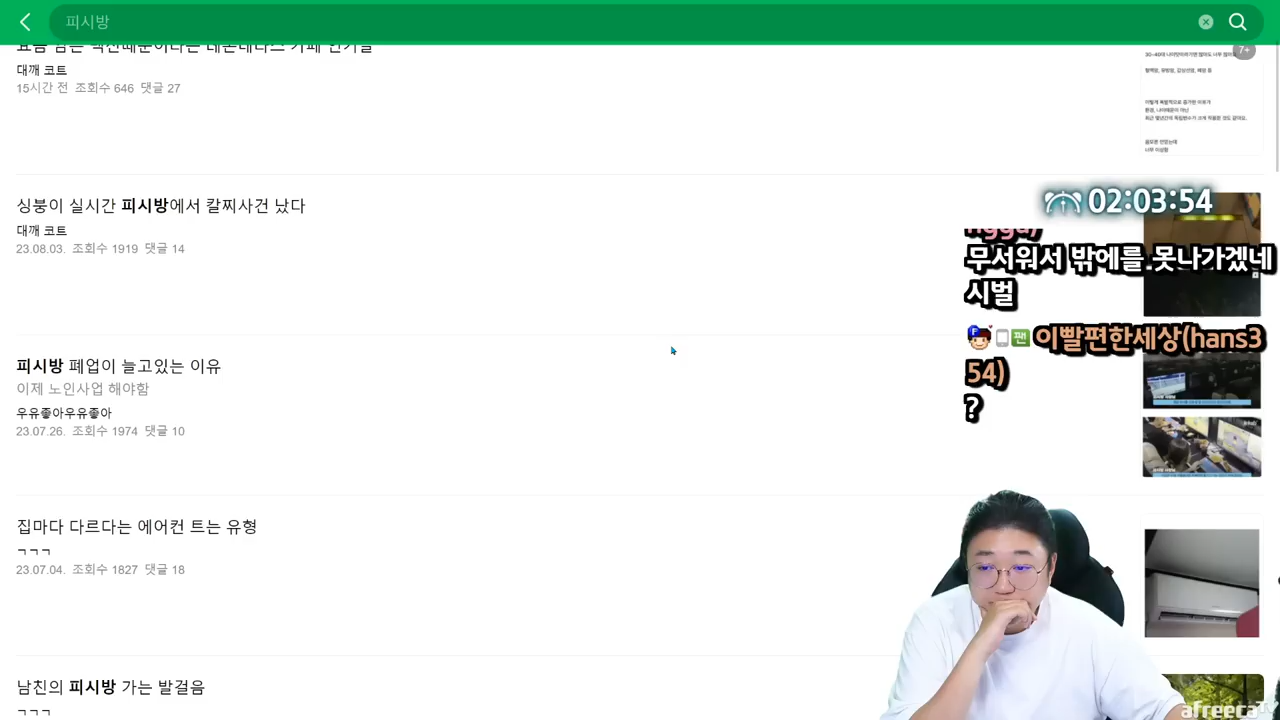 피시방
대깨 코트
15시간 전 조회수 646 댓글 27
7+
싱붕이 실시간 피시방에서 칼찌사건 났다
대깨 코트
23.08.03. 조회수 1919 댓글 14
02:03:54
무서워서 밖에를 못나가겠네
시벌
이빨편한세상(hans3
54)
?
피시방 폐업이 늘고있는 이유
이제 노인사업 해야함
우유좋아우유좋아
23.07.26. 조회수 1974 댓글 10
집마다 다르다는 에어컨 트는 유형
ㄱㄱㄱ
23.07.04. 조회수 1827 댓글 18
남친의 피시방 가는 발걸음
ㄱㄱㄱ
afreecaTV